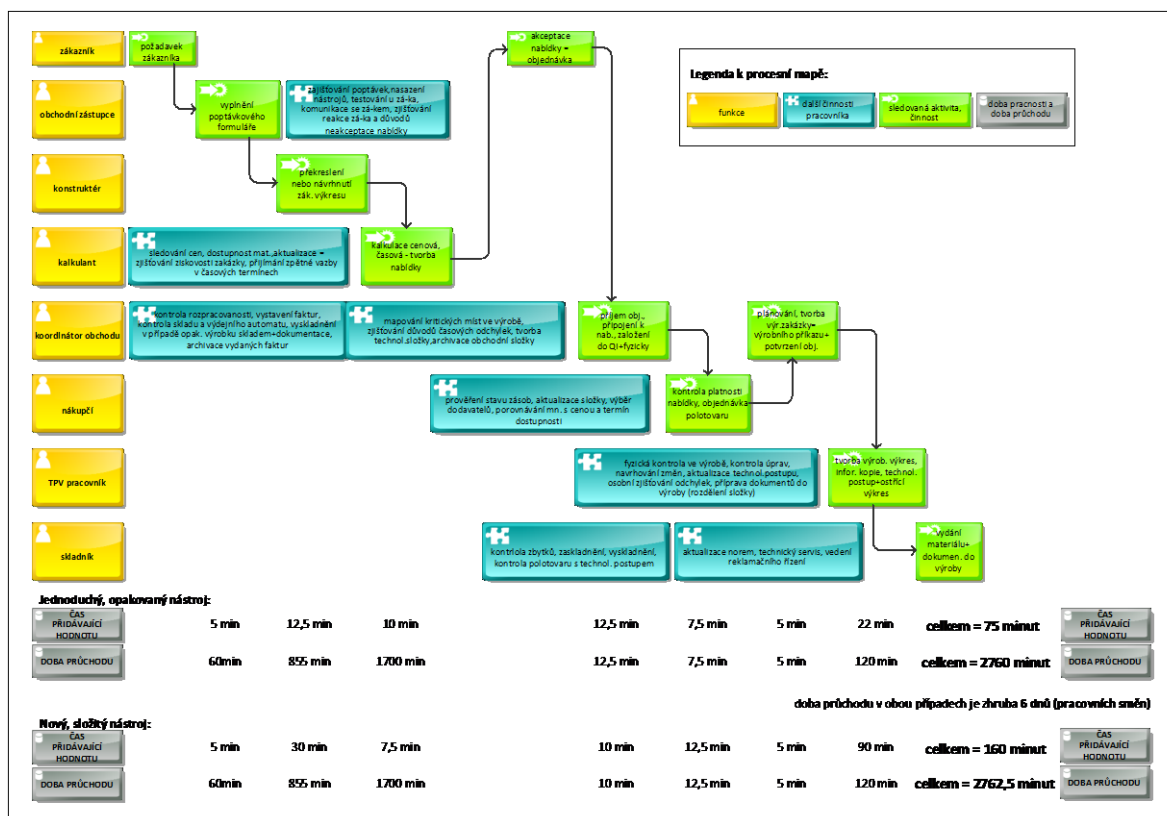 zákazník
požadavek
zákazníka
akceptace
nabídky =
objednávka
Legenda k procesní mapě:
funkce
další činnosti
pracovníka
sledovaná aktivita,
činnost
doba pracnosti a
doba průchodu
obchodní zástupce
vyplnění
poptávkového
formuláře
zajišťování poptávek,nasazení
nástrojů, testování u zá-ka,
komunikace se zá-kem, zjišťování
reakce zá-ka a důvodů
neakceptace nabídky
konstruktér
překreslení
nebo návrhnutí
zák. výkresu
kalkulant
sledování cen, dostupnost mat.,aktualizace =
zjišťování ziskovosti zakázky, přijímání zpětné vazby
v časových termínech
kalkulace cenová,
časová - tvorba
nabídky
koordinátor obchodu
kontrola rozpracovanosti, vystavení faktur,
kontrola skladu a výdejního automatu, vyskladnění
v případě opak. výrobku skladem+dokumentace,
archivace vydaných faktur
mapování kritických míst ve výrobě,
zjišťování důvodů časových odchylek, tvorba
technol.složky,archivace obchodní složky
příjem obj.,
připojení k
nab., založení
do QI+fyzicky
plánování, tvorba
výr.zakázky=
výrobního příkazu+
potvrzení obj.
nákupčí
prověření stavu zásob, aktualizace složky, výběr
dodavatelů, porovnávání mn. s cenou a termín
dostupnosti
kontrola platnosti
nabídky, objednávka
polotovaru
TPV pracovník
fyzická kontrola ve výrobě, kontrola úprav,
navrhování změn, aktualizace technol.postupu,
osobní zjišťování odchylek, příprava dokumentů do
výroby (rozdělení složky)
tvorba výrob. výkres,
infor. kopie, technol.
postup+ostřící
výkres
skladník
kontrola zbytků, zaskladnění, vyskladnění,
kontrola polotovaru s technol. postupem
aktualizace norem, technický servis, vedení
reklamačního řízení
vydání
materiálu+
dokumen. do
výroby
Jednoduchý, opakovaný nástroj:
ČAS
PŘIDÁVAJÍCÍ
HODNOTU
5 min 12,5 min 10 min 12,5 min 7,5 min 5 min 22 min celkem = 75 minut
ČAS
PŘIDÁVAJÍCÍ
HODNOTU
DOBA PRŮCHODU 60min 855 min 1700 min 12,5 min 7,5 min 5 min 120 min celkem = 2760 minut DOBA PRŮCHODU
doba průchodu v obou případech je zhruba 6 dnů (pracovních směn)
Nový, složitý nástroj:
ČAS
PŘIDÁVAJÍCÍ
HODNOTU
5 min 30 min 7,5 min 10 min 12,5 min 5 min 90 min celkem = 160 minut
ČAS
PŘIDÁVAJÍCÍ
HODNOTU
DOBA PRŮCHODU 60min 855 min 1700 min 10 min 12,5 min 5 min 120 min celkem = 2762,5 minut DOBA PRŮCHODU